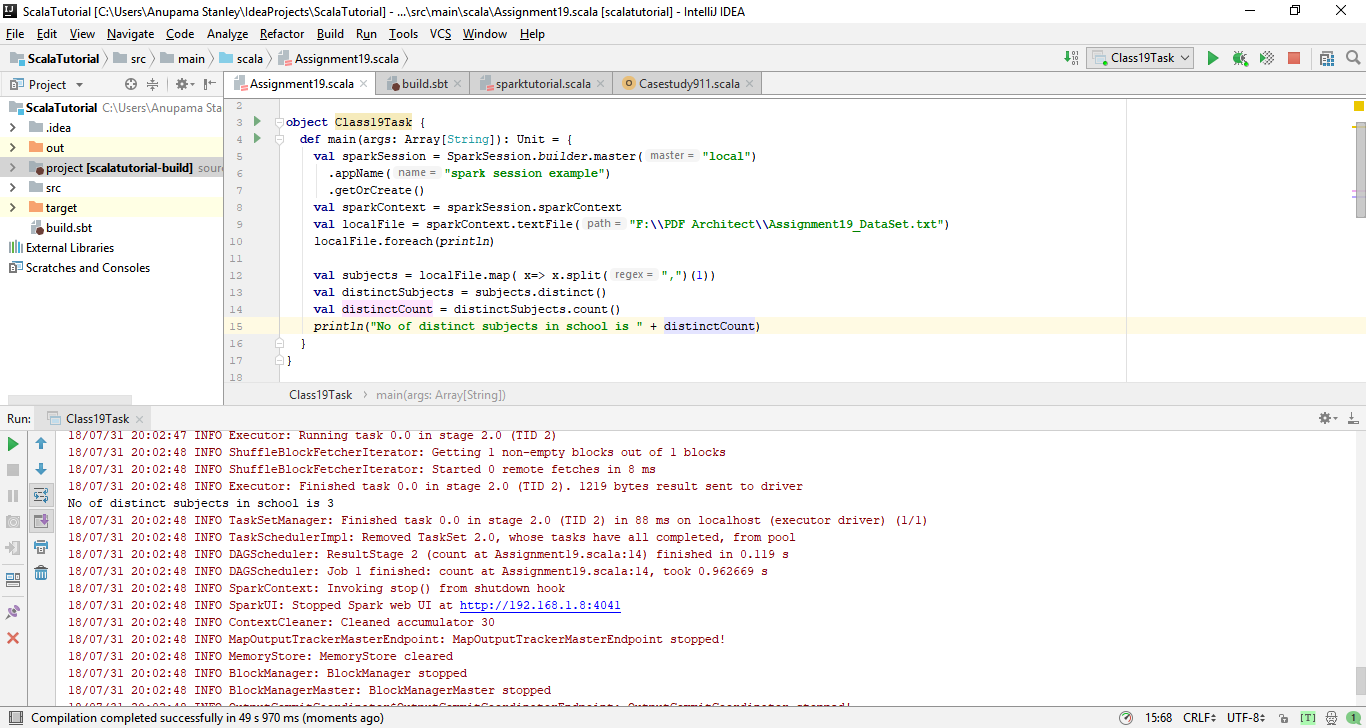 ScalaTutorial [C:\Users\Anupama Stanley\IdeaProjects\ScalaTutorial] - ...\src\main\scala\Assignment19.scala [scalatutorial] - IntelliJ IDEA
File Edit View Navigate Code Analyze Refactor Build Run Tools VCS Window Help
ScalaTutorial src main scala Assignment19.scala Class19Task
Project Assignment19.scala build.sbt sparktutorial.scala Casestudy911.scala
ScalaTutorial C:\Users\Anupama Sta
.idea
out
project [scalatutorial-build] sourc
src
target
build.sbt
External Libraries
Scratches and Consoles
2
3 object Class19Task {
4 def main(args: Array[String]): Unit = {
5 val sparkSession = SparkSession.builder.master( master = "local")
6 .appName( name = "spark session example")
7 .getOrCreate()
8 val sparkContext = sparkSession.sparkContext
9 val localFile = sparkContext.textFile( path = "F:\\PDF Architect\\Assignment19_DataSet.txt")
10 localFile.foreach(println)
11
12 val subjects = localFile.map( x=> x.split( regex = ",")(1))
13 val distinctSubjects = subjects.distinct()
14 val distinctCount = distinctSubjects.count()
15 println("No of distinct subjects in school is " + distinctCount)
16 }
17 }
18
Class19Task main(args: Array[String])
Run: Class19Task
18/07/31 20:02:47 INFO Executor: Running task 0.0 in stage 2.0 (TID 2)
18/07/31 20:02:48 INFO ShuffleBlockFetcherIterator: Getting 1 non-empty blocks out of 1 blocks
18/07/31 20:02:48 INFO ShuffleBlockFetcherIterator: Started 0 remote fetches in 8 ms
18/07/31 20:02:48 INFO Executor: Finished task 0.0 in stage 2.0 (TID 2). 1219 bytes result sent to driver
No of distinct subjects in school is 3
18/07/31 20:02:48 INFO TaskSetManager: Finished task 0.0 in stage 2.0 (TID 2) in 88 ms on localhost (executor driver) (1/1)
18/07/31 20:02:48 INFO TaskSchedulerImpl: Removed TaskSet 2.0, whose tasks have all completed, from pool
18/07/31 20:02:48 INFO DAGScheduler: ResultStage 2 (count at Assignment19.scala:14) finished in 0.119 s
18/07/31 20:02:48 INFO DAGScheduler: Job 1 finished: count at Assignment19.scala:14, took 0.962669 s
18/07/31 20:02:48 INFO SparkContext: Invoking stop() from shutdown hook
18/07/31 20:02:48 INFO SparkUI: Stopped Spark web UI at http://192.168.1.8:4041
18/07/31 20:02:48 INFO ContextCleaner: Cleaned accumulator 30
18/07/31 20:02:48 INFO MapOutputTrackerMasterEndpoint: MapOutputTrackerMasterEndpoint stopped!
18/07/31 20:02:48 INFO MemoryStore: MemoryStore cleared
18/07/31 20:02:48 INFO BlockManager: BlockManager stopped
18/07/31 20:02:48 INFO BlockManagerMaster: BlockManagerMaster stopped
18/07/31 20:02:48 INFO OutputCommitCoordinator$OutputCommitCoordinatorEndpoint: OutputCommitCoordinator stopped!
Compilation completed successfully in 49 s 970 ms (moments ago) 15:68 CRLF UTF-8 [T] 1